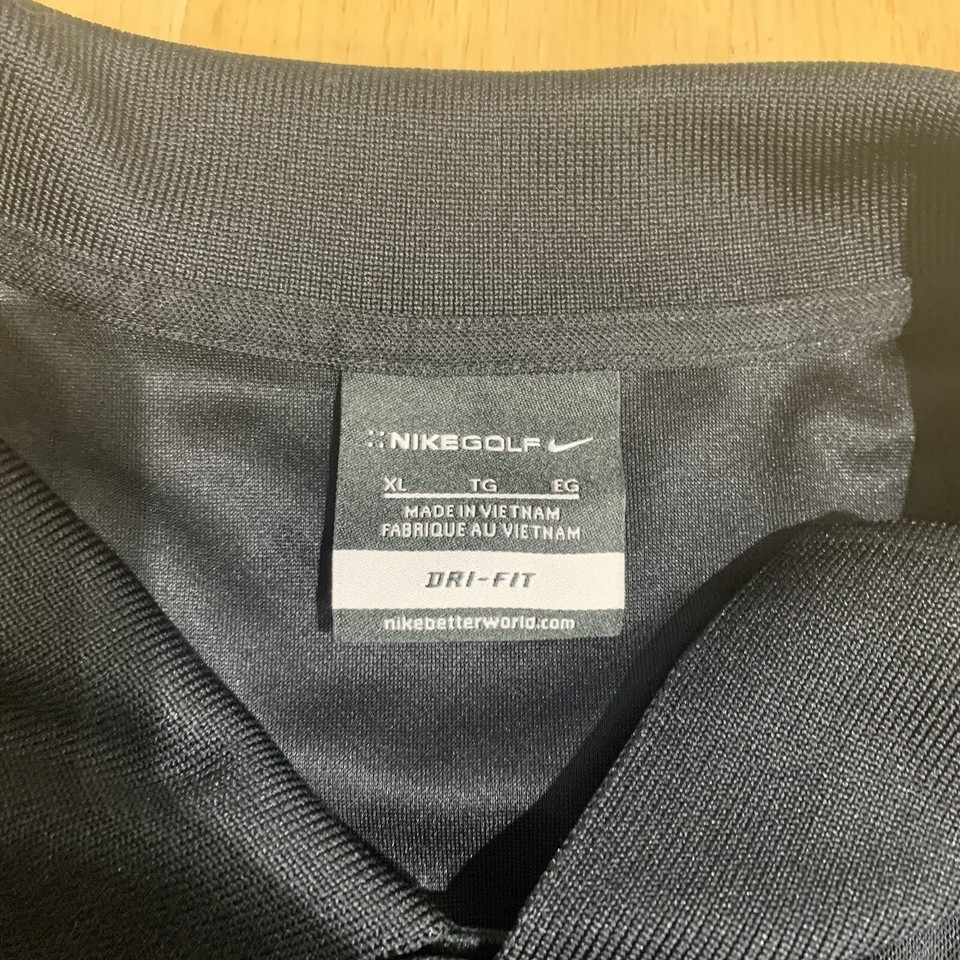 NIKEGOLF
XL TG EG
MADE IN VIETNAM
FABRIQUE AU VIETNAM
DRI-FIT
nikebetterworld.com